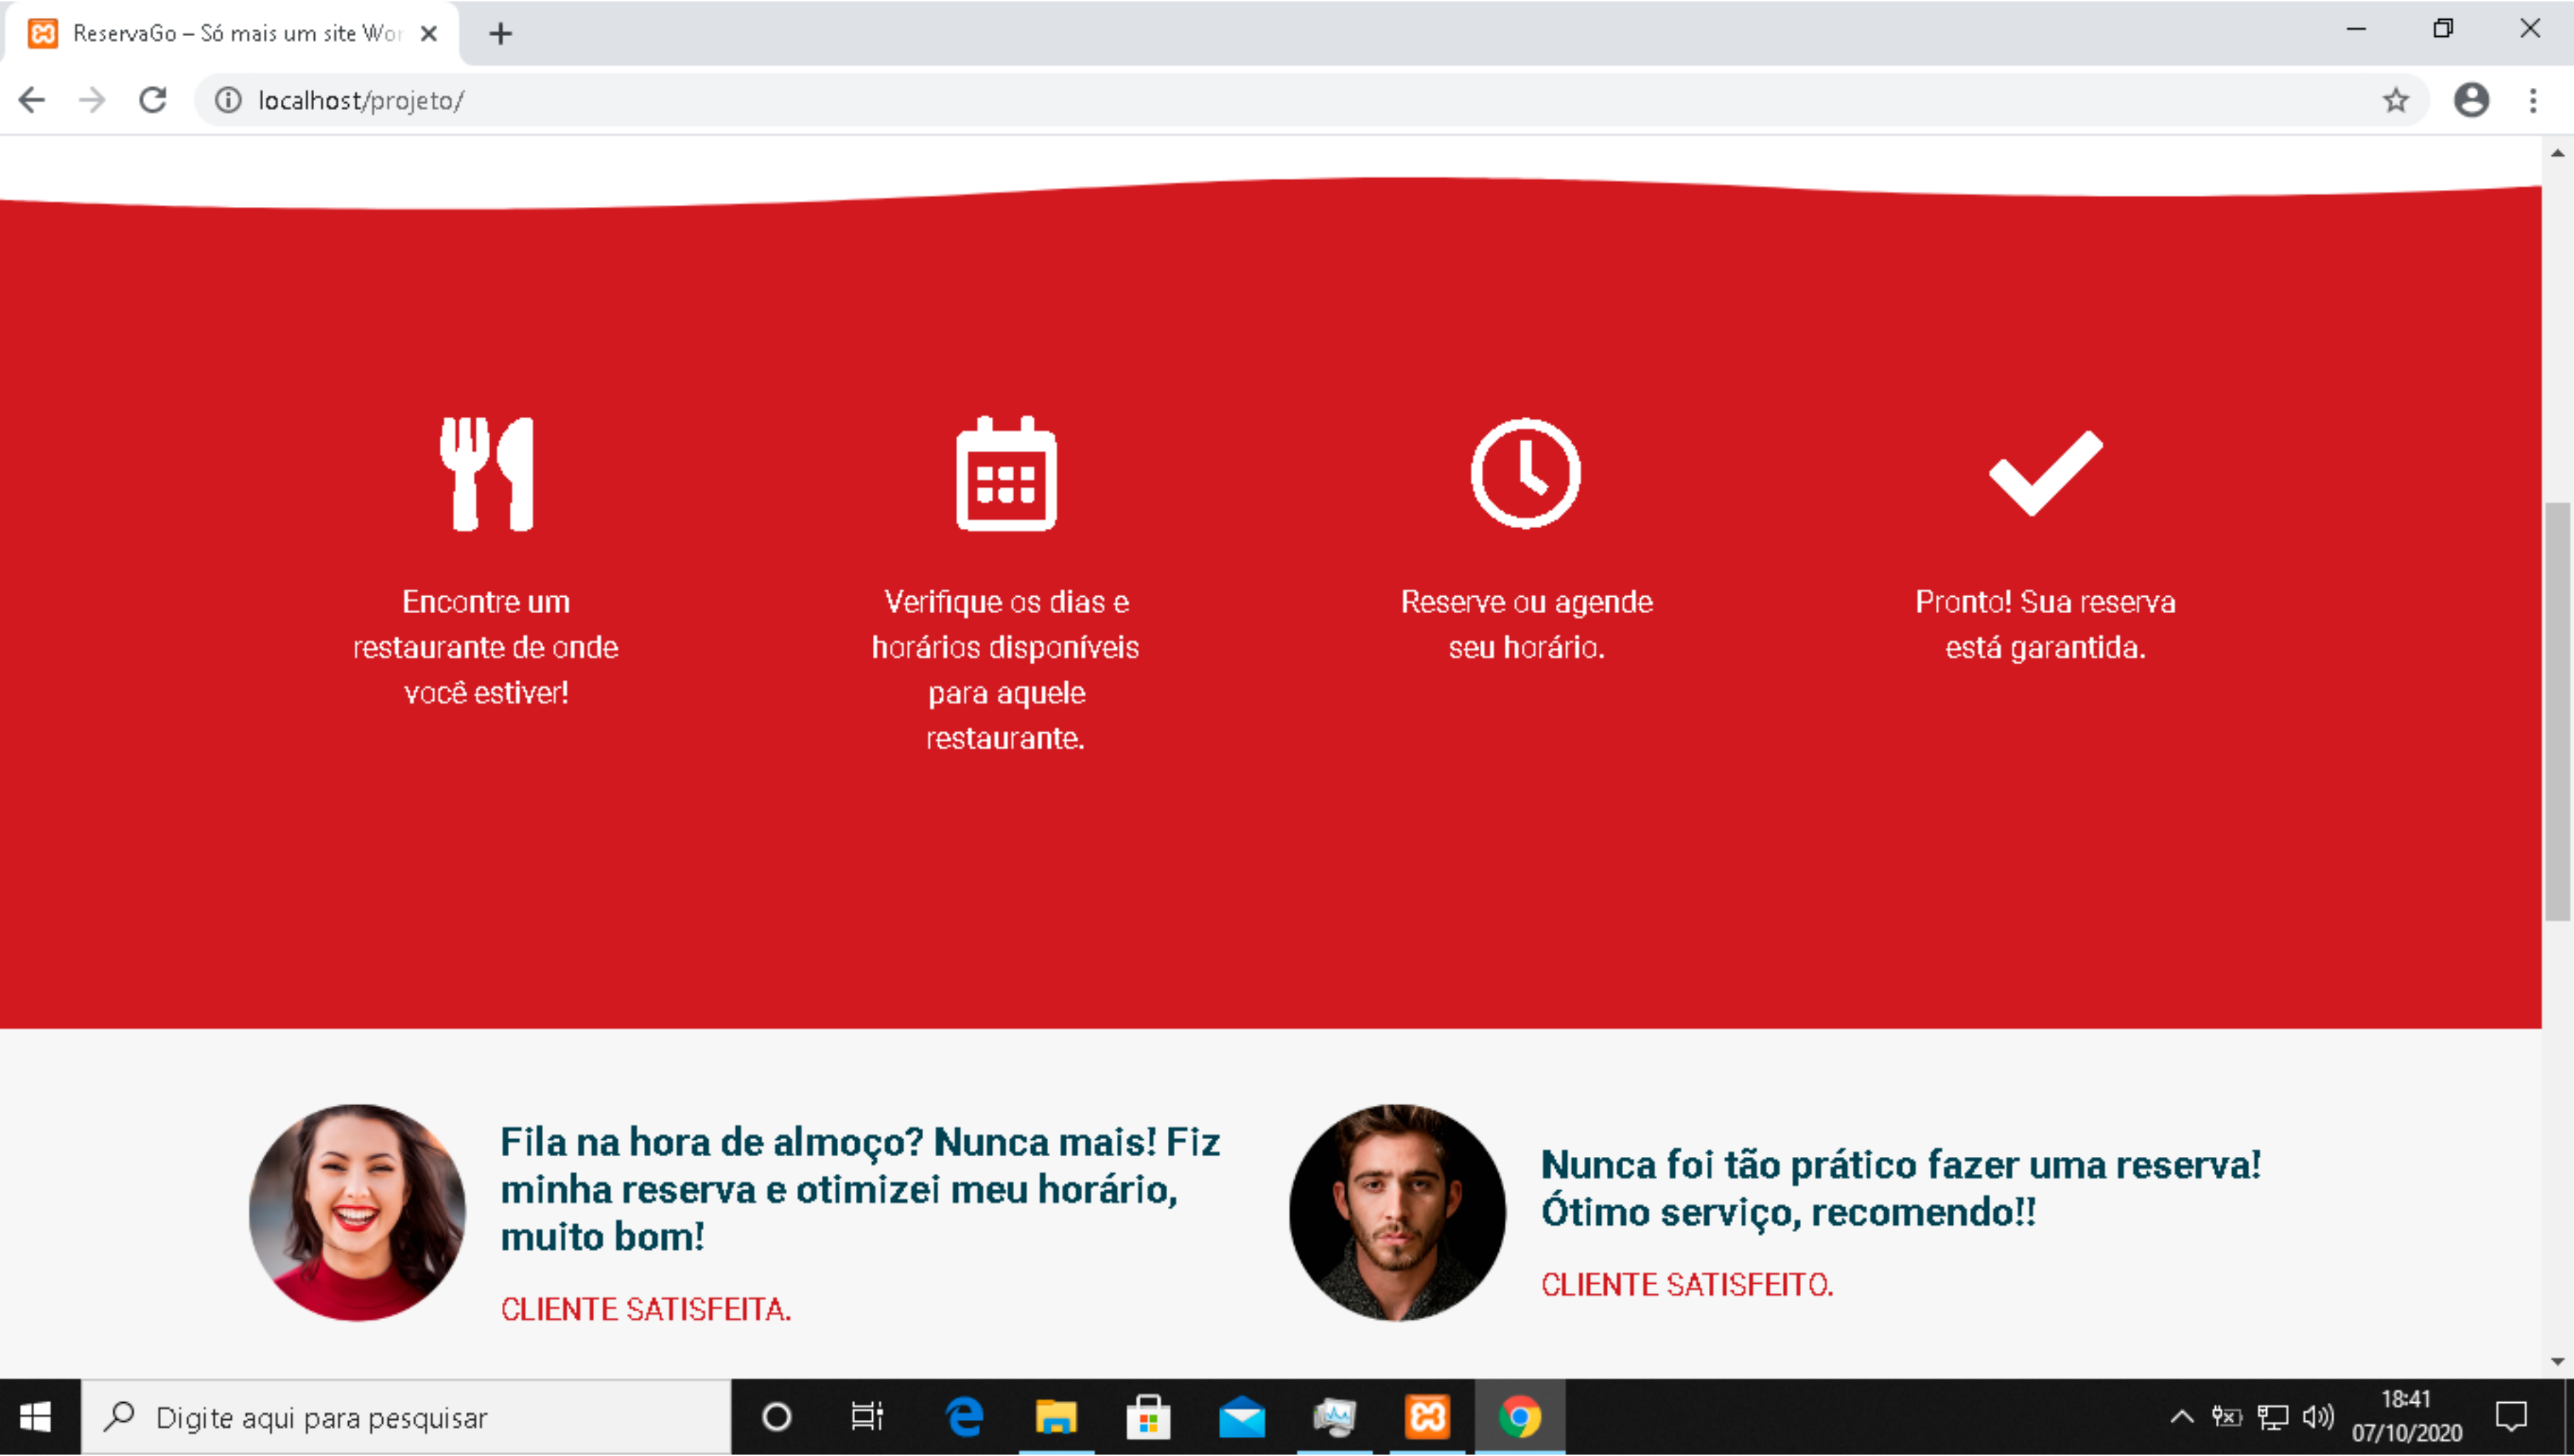 ReservaGo – Só mais um site Wor
localhost/projeto/
Encontre um
restaurante de onde
você estiver!
Verifique os dias e
horários disponíveis
para aquele
restaurante.
Reserve ou agende
seu horário.
Pronto! Sua reserva
está garantida.
Fila na hora de almoço? Nunca mais! Fiz
minha reserva e otimizei meu horário,
muito bom!
CLIENTE SATISFEITA.
Nunca foi tão prático fazer uma reserva!
Ótimo serviço, recomendo!!
CLIENTE SATISFEITO.
Digite aqui para pesquisar
18:41
07/10/2020